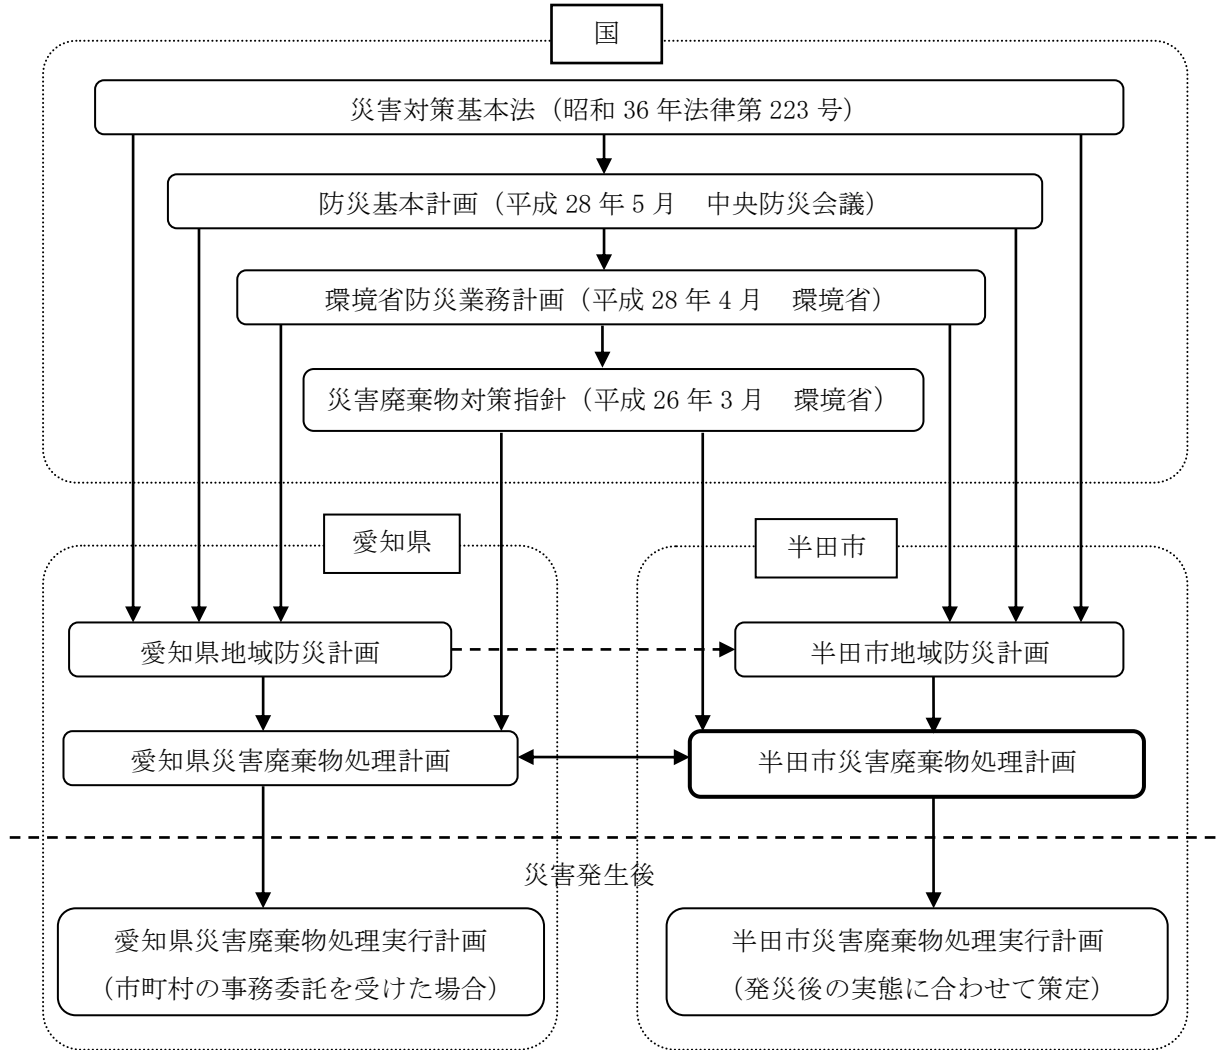 国
災害対策基本法（昭和 36 年法律第 223 号）
防災基本計画（平成 28 年 5 月　中央防災会議）
環境省防災業務計画（平成 28 年 4 月　環境省）
災害廃棄物対策指針（平成 26 年 3 月　環境省）
愛知県
半田市
愛知県地域防災計画
半田市地域防災計画
愛知県災害廃棄物処理計画
半田市災害廃棄物処理計画
災害発生後
愛知県災害廃棄物処理実行計画
（市町村の事務委託を受けた場合）
半田市災害廃棄物処理実行計画
（発災後の実態に合わせて策定）